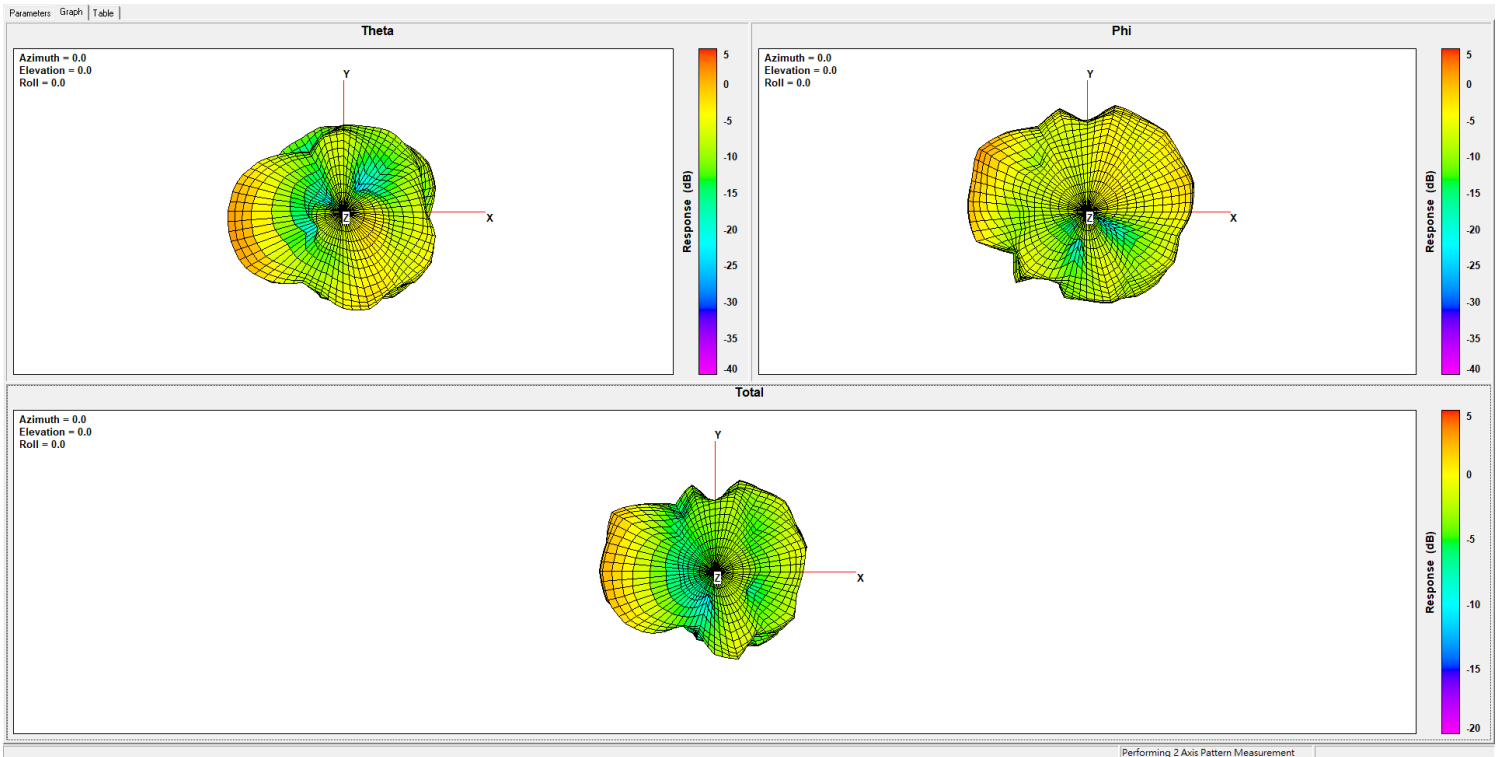 Parameters Graph Table
Theta
Azimuth = 0.0
Elevation = 0.0
Roll = 0.0
Y
X
Z
5
0
-5
-10
-15
-20
-25
-30
-35
-40
Response (dB)
Phi
Azimuth = 0.0
Elevation = 0.0
Roll = 0.0
Y
X
Z
5
0
-5
-10
-15
-20
-25
-30
-35
-40
Response (dB)
Total
Azimuth = 0.0
Elevation = 0.0
Roll = 0.0
Y
X
Z
5
0
-5
-10
-15
-20
Response (dB)
Performing 2 Axis Pattern Measurement